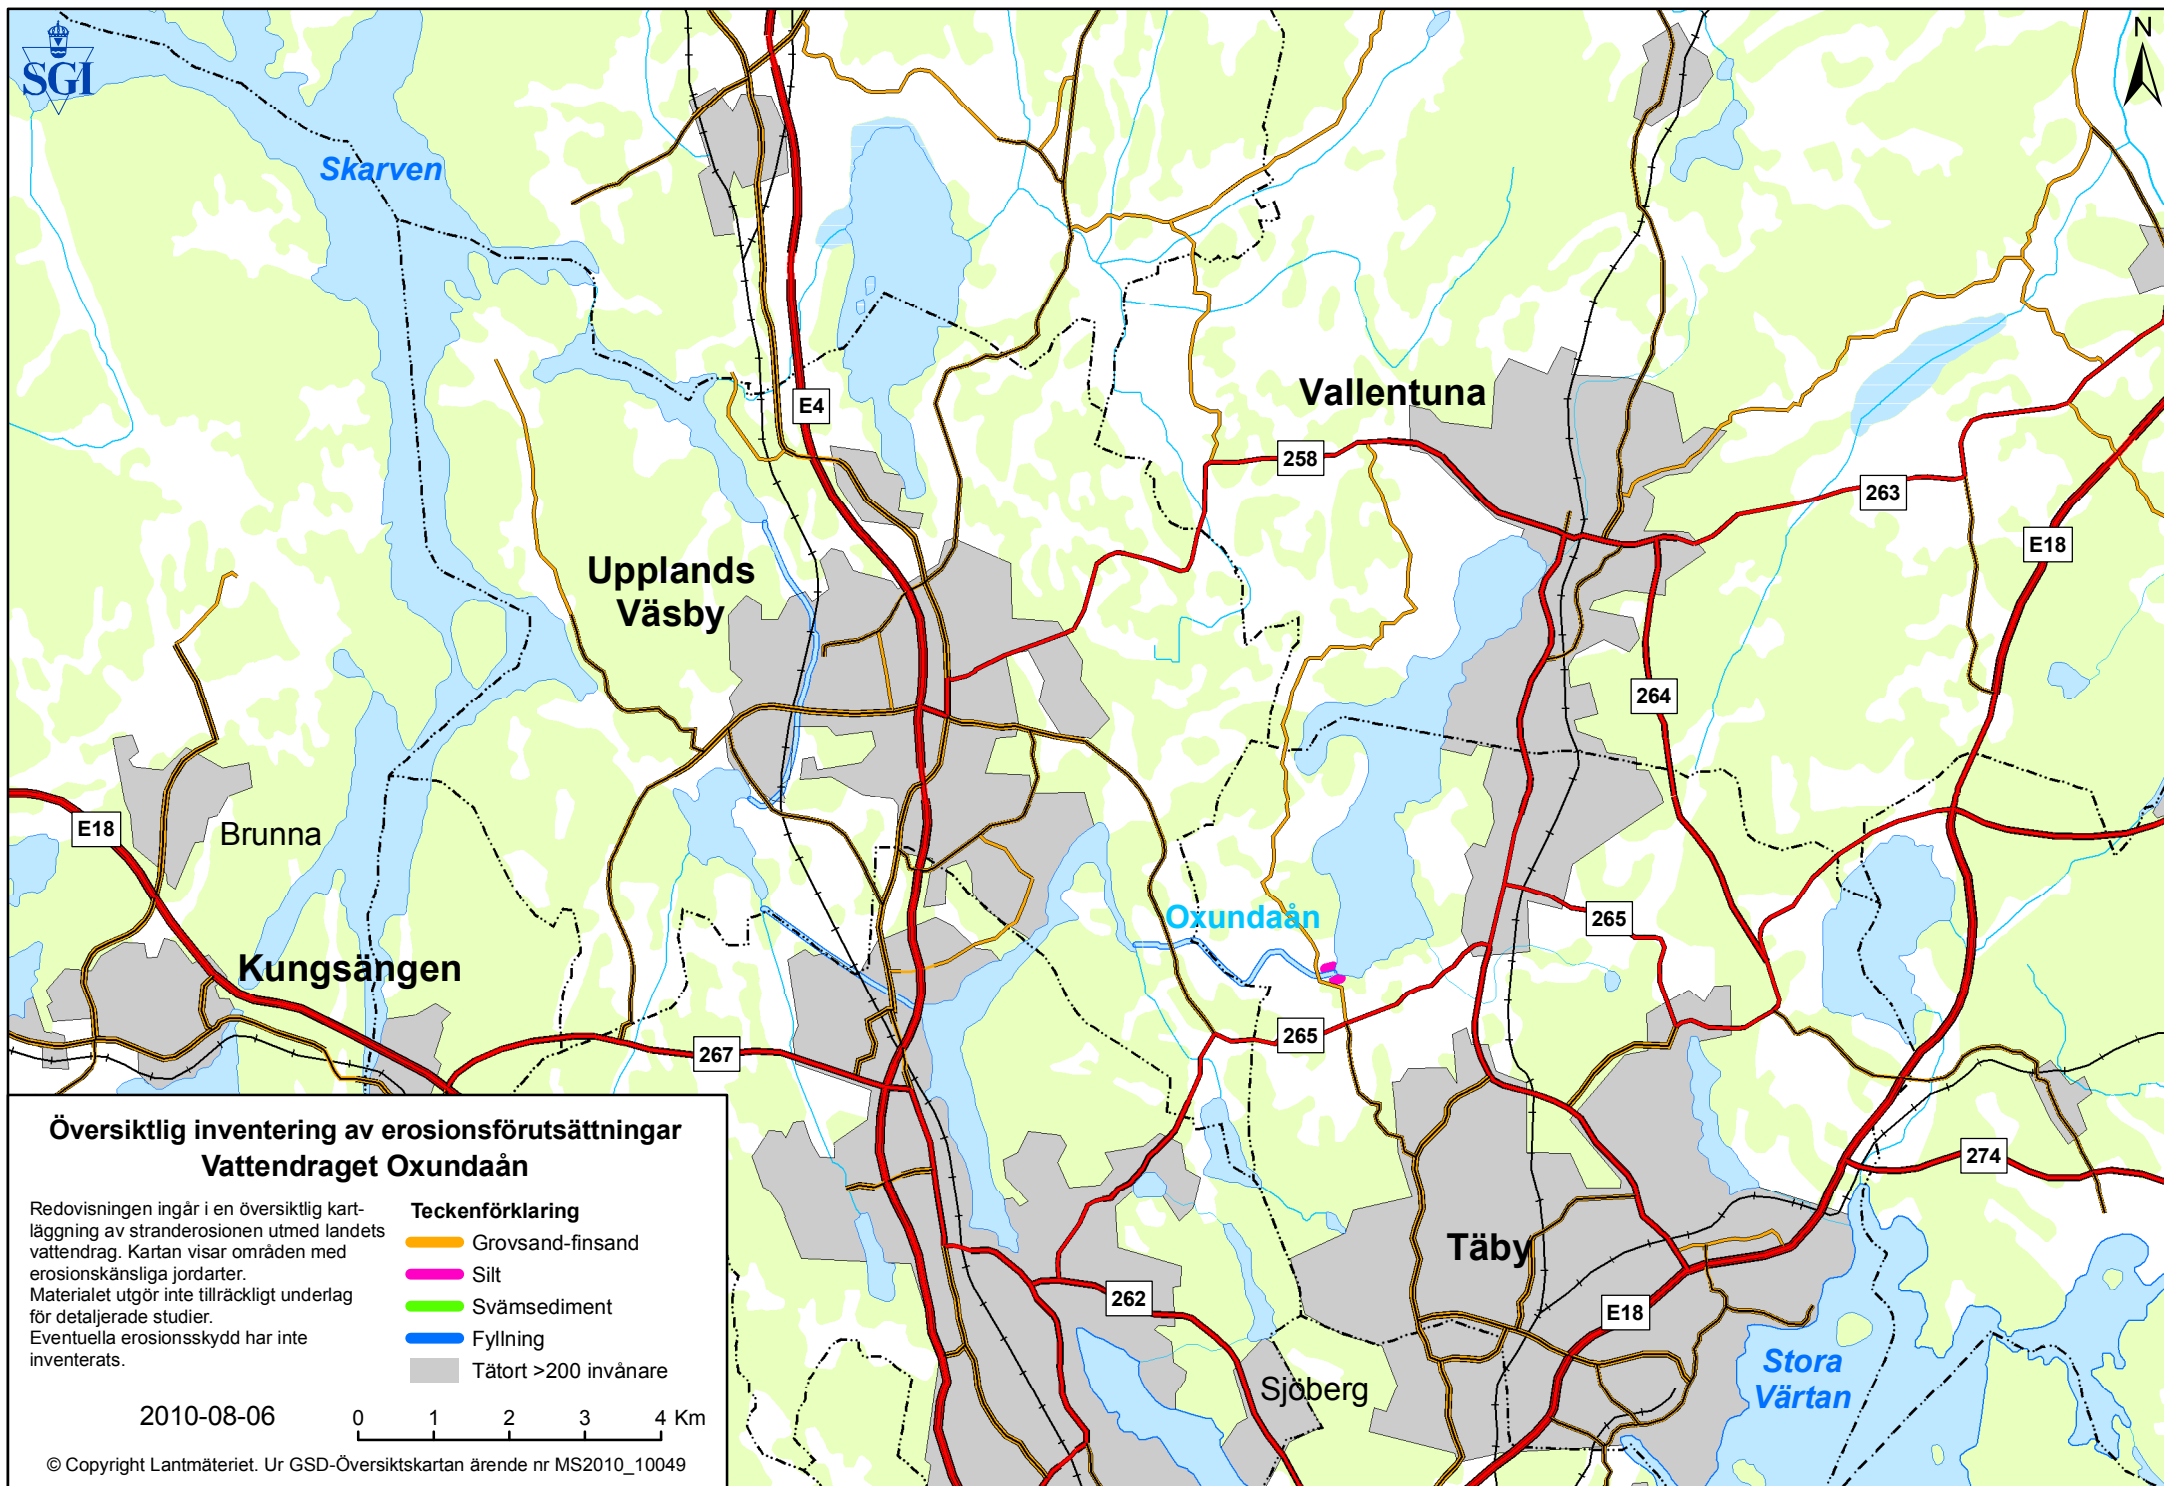 SGI
N
Skarven
E4
Vallentuna
258
263
E18
Upplands
Väsby
264
E18
Brunna
Oxundaån
265
Kungsängen
265
267
274
Täby
262
E18
Stora
Värtan
Sjöberg
Översiktlig inventering av erosionsförutsättningar
Vattendraget Oxundaån
Redovisningen ingår i en översiktlig kart-
läggning av stranderosionen utmed landets
vattendrag. Kartan visar områden med
erosionskänsliga jordarter.
Materialet utgör inte tillräckligt underlag
för detaljerade studier.
Eventuella erosionsskydd har inte
inventerats.
Teckenförklaring
Grovsand-finsand
Silt
Svämsediment
Fyllning
Tätort >200 invånare
2010-08-06
0 1 2 3 4 Km
© Copyright Lantmäteriet. Ur GSD-Översiktskartan ärende nr MS2010_10049